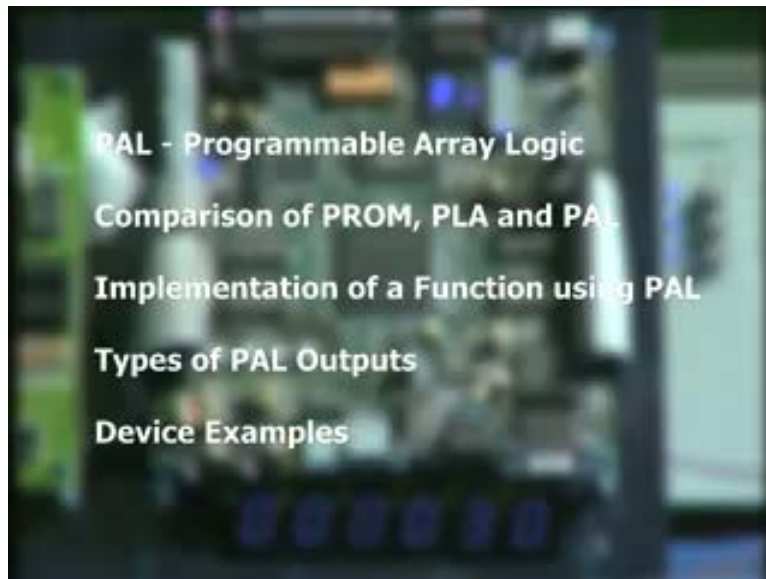 PAL - Programmable Array Logic
Comparison of PROM, PLA and PAL
Implementation of a Function using PAL
Types of PAL Outputs
Device Examples